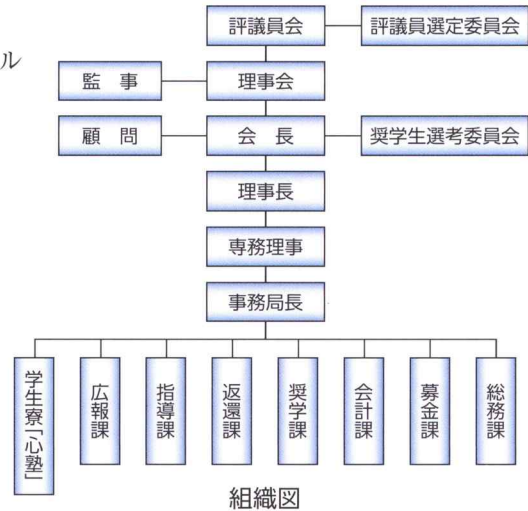 評議員会 評議員選定委員会
ル
監 事 理事会
顧 問 会 長 奨学生選考委員会
理事長
専務理事
事務局長
学生寮「心塾」
広報課
指導課
返還課
奨学課
会計課
募金課
総務課
組織図